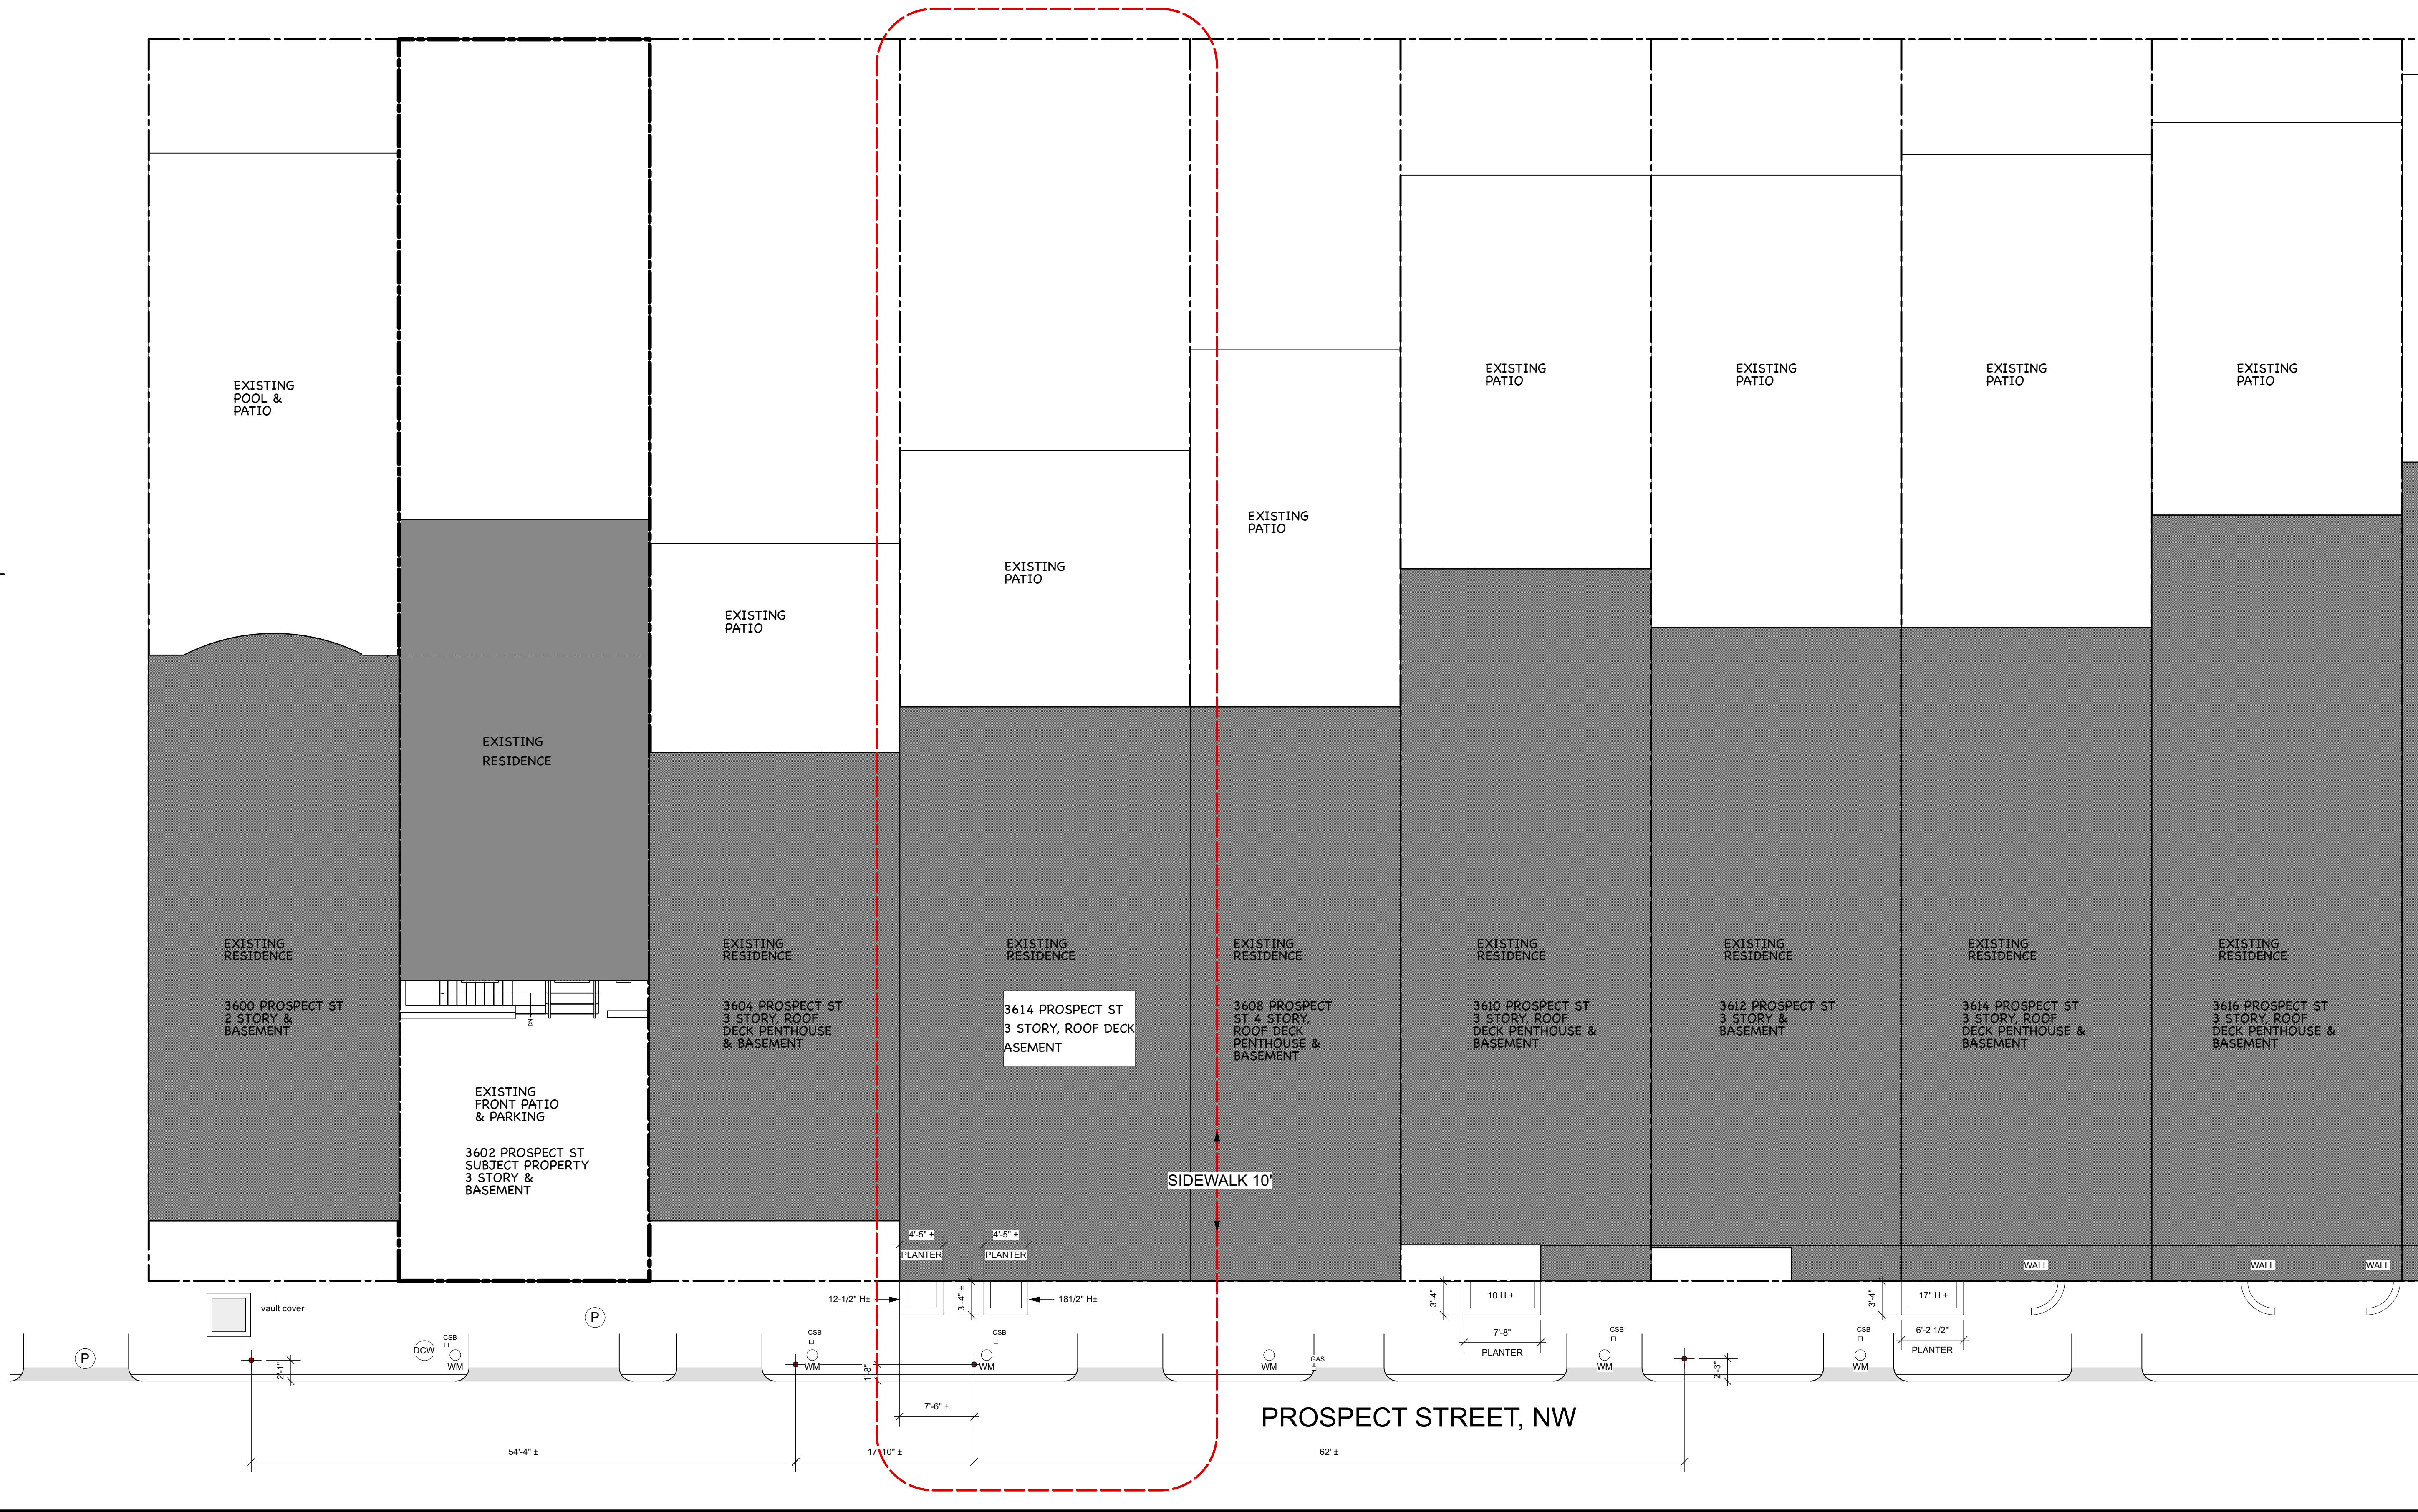 EXISTING
POOL &
PATIO
EXISTING
PATIO
EXISTING
PATIO
EXISTING
PATIO
EXISTING
PATIO
EXISTING
PATIO
EXISTING
PATIO
EXISTING
PATIO
EXISTING
RESIDENCE
EXISTING
RESIDENCE
3600 PROSPECT ST
2 STORY &
BASEMENT
DN
EXISTING
FRONT PATIO
& PARKING
3602 PROSPECT ST
SUBJECT PROPERTY
3 STORY &
BASEMENT
EXISTING
RESIDENCE
3604 PROSPECT ST
3 STORY, ROOF
DECK PENTHOUSE
& BASEMENT
EXISTING
RESIDENCE
3614 PROSPECT ST
3 STORY, ROOF DECK
ASEMENT
EXISTING
RESIDENCE
3608 PROSPECT
ST 4 STORY,
ROOF DECK
PENTHOUSE &
BASEMENT
EXISTING
RESIDENCE
3610 PROSPECT ST
3 STORY, ROOF
DECK PENTHOUSE &
BASEMENT
EXISTING
RESIDENCE
3612 PROSPECT ST
3 STORY &
BASEMENT
EXISTING
RESIDENCE
3614 PROSPECT ST
3 STORY, ROOF
DECK PENTHOUSE &
BASEMENT
EXISTING
RESIDENCE
3616 PROSPECT ST
3 STORY, ROOF
DECK PENTHOUSE &
BASEMENT
SIDEWALK 10'
4'-5" ±
4'-5" ±
PLANTER
PLANTER
WALL
WALL
WALL
vault cover
P
12-1/2" H±
3'-4" ±
181/2" H±
3'-4"
10 H ±
3'-4"
17" H ±
P
DCW
CSB
WM
CSB
WM
CSB
WM
WM
GAS
7'-8"
PLANTER
CSB
WM
CSB
WM
6'-2 1/2"
PLANTER
2'-1"
1'-8"
2'-3"
7'-6" ±
PROSPECT STREET, NW
54'-4" ±
17'-10" ±
62' ±